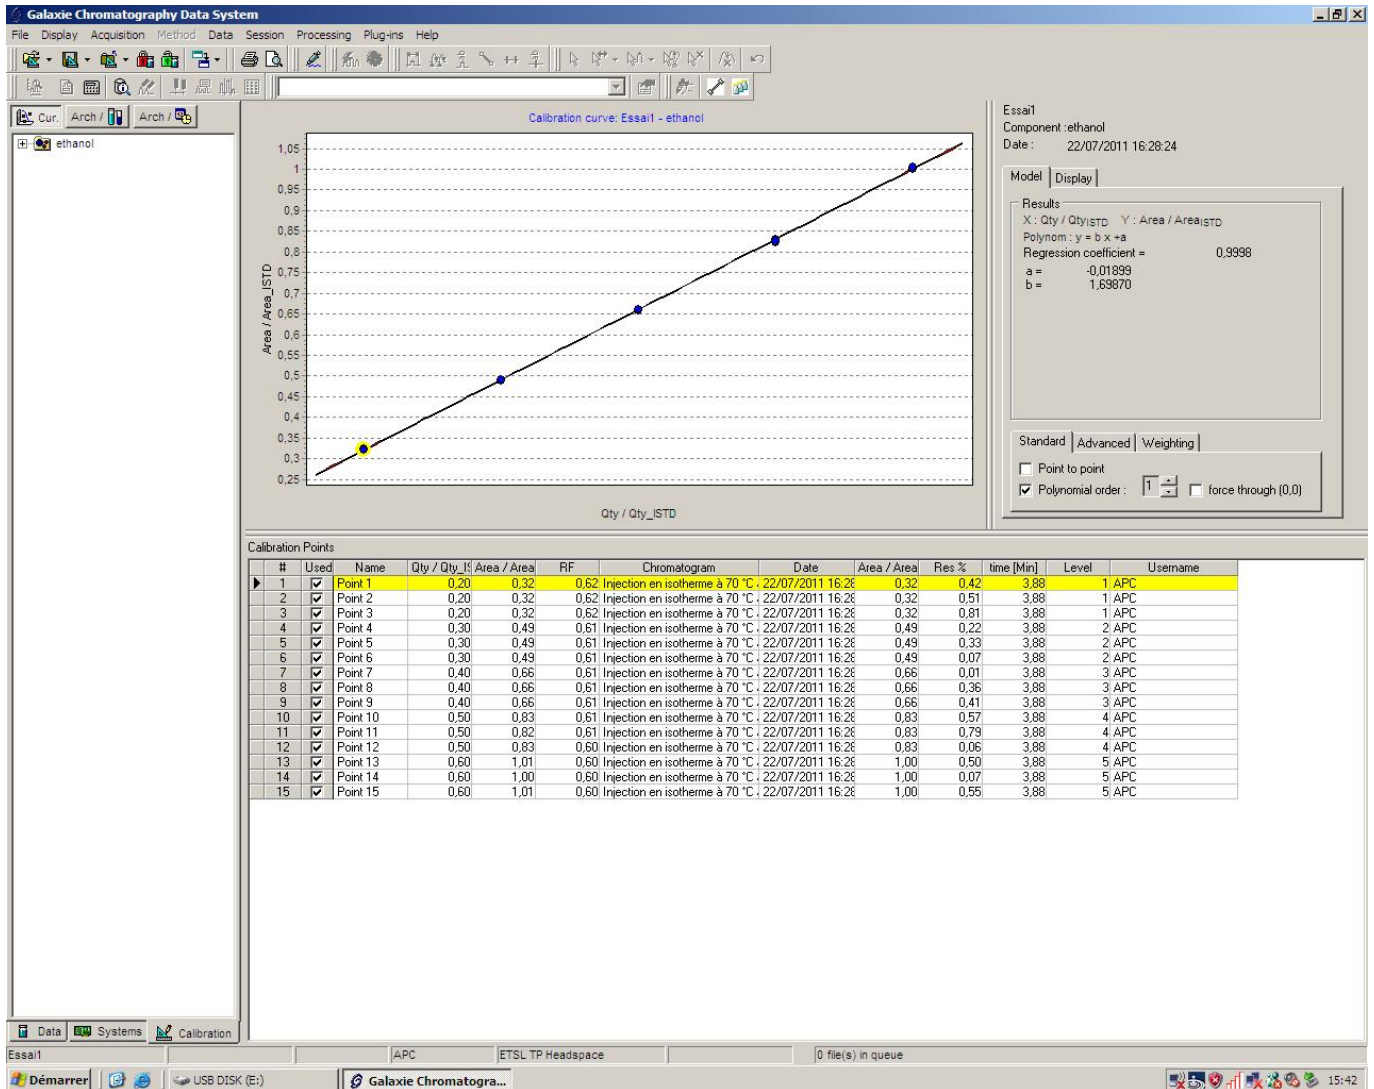 Galaxie Chromatography Data System
File Display Acquisition Method Data Session Processing Plug-ins Help
Cur. Arch / Arch /
ethanol
Calibration curve: Essai1 - ethanol
Area / Area_ISTD
1,05
1
0,95
0,9
0,85
0,8
0,75
0,7
0,65
0,6
0,55
0,5
0,45
0,4
0,35
0,3
0,25
Qty / Qty_ISTD
Essai1
Component :ethanol
Date : 22/07/2011 16:28:24
Model Display
Results
X : Qty / QtyISTD Y : Area / AreaISTD
Polynom : y = b x +a
Regression coefficient = 0,9998
a = -0,01899
b = 1,69870
Standard Advanced Weighting
Point to point
Polynomial order : 1 force through (0,0)
Calibration Points
# Used Name Qty / Qty_IS Area / Area RF Chromatogram Date Area / Area Res % time [Min] Level Username
1 Point 1 0,20 0,32 0,62 Injection en isotherme à 70 °C 22/07/2011 16:28 0,32 0,42 3,88 1 APC
2 Point 2 0,20 0,32 0,62 Injection en isotherme à 70 °C 22/07/2011 16:28 0,32 0,51 3,88 1 APC
3 Point 3 0,20 0,32 0,62 Injection en isotherme à 70 °C 22/07/2011 16:28 0,32 0,81 3,88 1 APC
4 Point 4 0,30 0,49 0,61 Injection en isotherme à 70 °C 22/07/2011 16:28 0,49 0,22 3,88 2 APC
5 Point 5 0,30 0,49 0,61 Injection en isotherme à 70 °C 22/07/2011 16:28 0,49 0,33 3,88 2 APC
6 Point 6 0,30 0,49 0,61 Injection en isotherme à 70 °C 22/07/2011 16:28 0,49 0,07 3,88 2 APC
7 Point 7 0,40 0,66 0,61 Injection en isotherme à 70 °C 22/07/2011 16:28 0,66 0,01 3,88 3 APC
8 Point 8 0,40 0,66 0,61 Injection en isotherme à 70 °C 22/07/2011 16:28 0,66 0,36 3,88 3 APC
9 Point 9 0,40 0,66 0,61 Injection en isotherme à 70 °C 22/07/2011 16:28 0,66 0,41 3,88 3 APC
10 Point 10 0,50 0,83 0,61 Injection en isotherme à 70 °C 22/07/2011 16:28 0,83 0,57 3,88 4 APC
11 Point 11 0,50 0,82 0,61 Injection en isotherme à 70 °C 22/07/2011 16:28 0,83 0,79 3,88 4 APC
12 Point 12 0,50 0,83 0,60 Injection en isotherme à 70 °C 22/07/2011 16:28 0,83 0,06 3,88 4 APC
13 Point 13 0,60 1,01 0,60 Injection en isotherme à 70 °C 22/07/2011 16:28 1,00 0,50 3,88 5 APC
14 Point 14 0,60 1,00 0,60 Injection en isotherme à 70 °C 22/07/2011 16:28 1,00 0,07 3,88 5 APC
15 Point 15 0,60 1,01 0,60 Injection en isotherme à 70 °C 22/07/2011 16:28 1,00 0,55 3,88 5 APC
Data Systems Calibration
Essai1 APC ETSL TP Headspace 0 file(s) in queue
Démarrer USB DISK (E:) Galaxie Chromatogra... 15:42